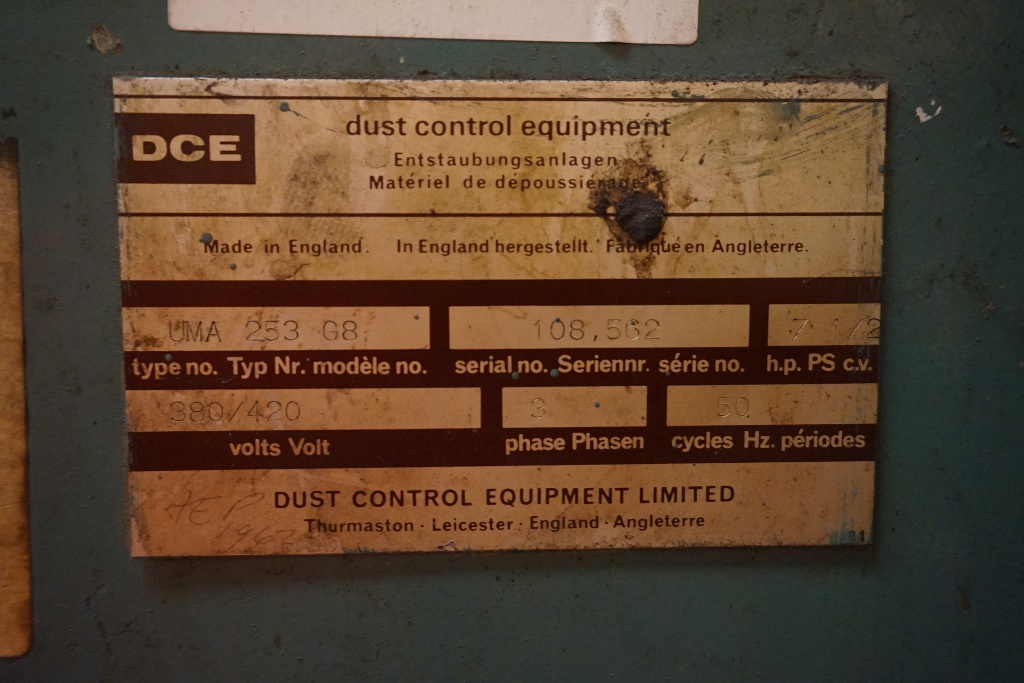 DCE
dust control equipment
Entstaubungsanlagen
Matériel de dépoussiérage
Made in England. In England hergestellt. Fabriqué en Angleterre.
UMA 253 G8 108,562 7 1/2
type no. Typ Nr. modèle no. serial no. Seriennr. série no. h.p. PS c.v.
380/420 3 50
volts Volt phase Phasen cycles Hz. périodes
DUST CONTROL EQUIPMENT LIMITED
Thurmaston · Leicester · England · Angleterre